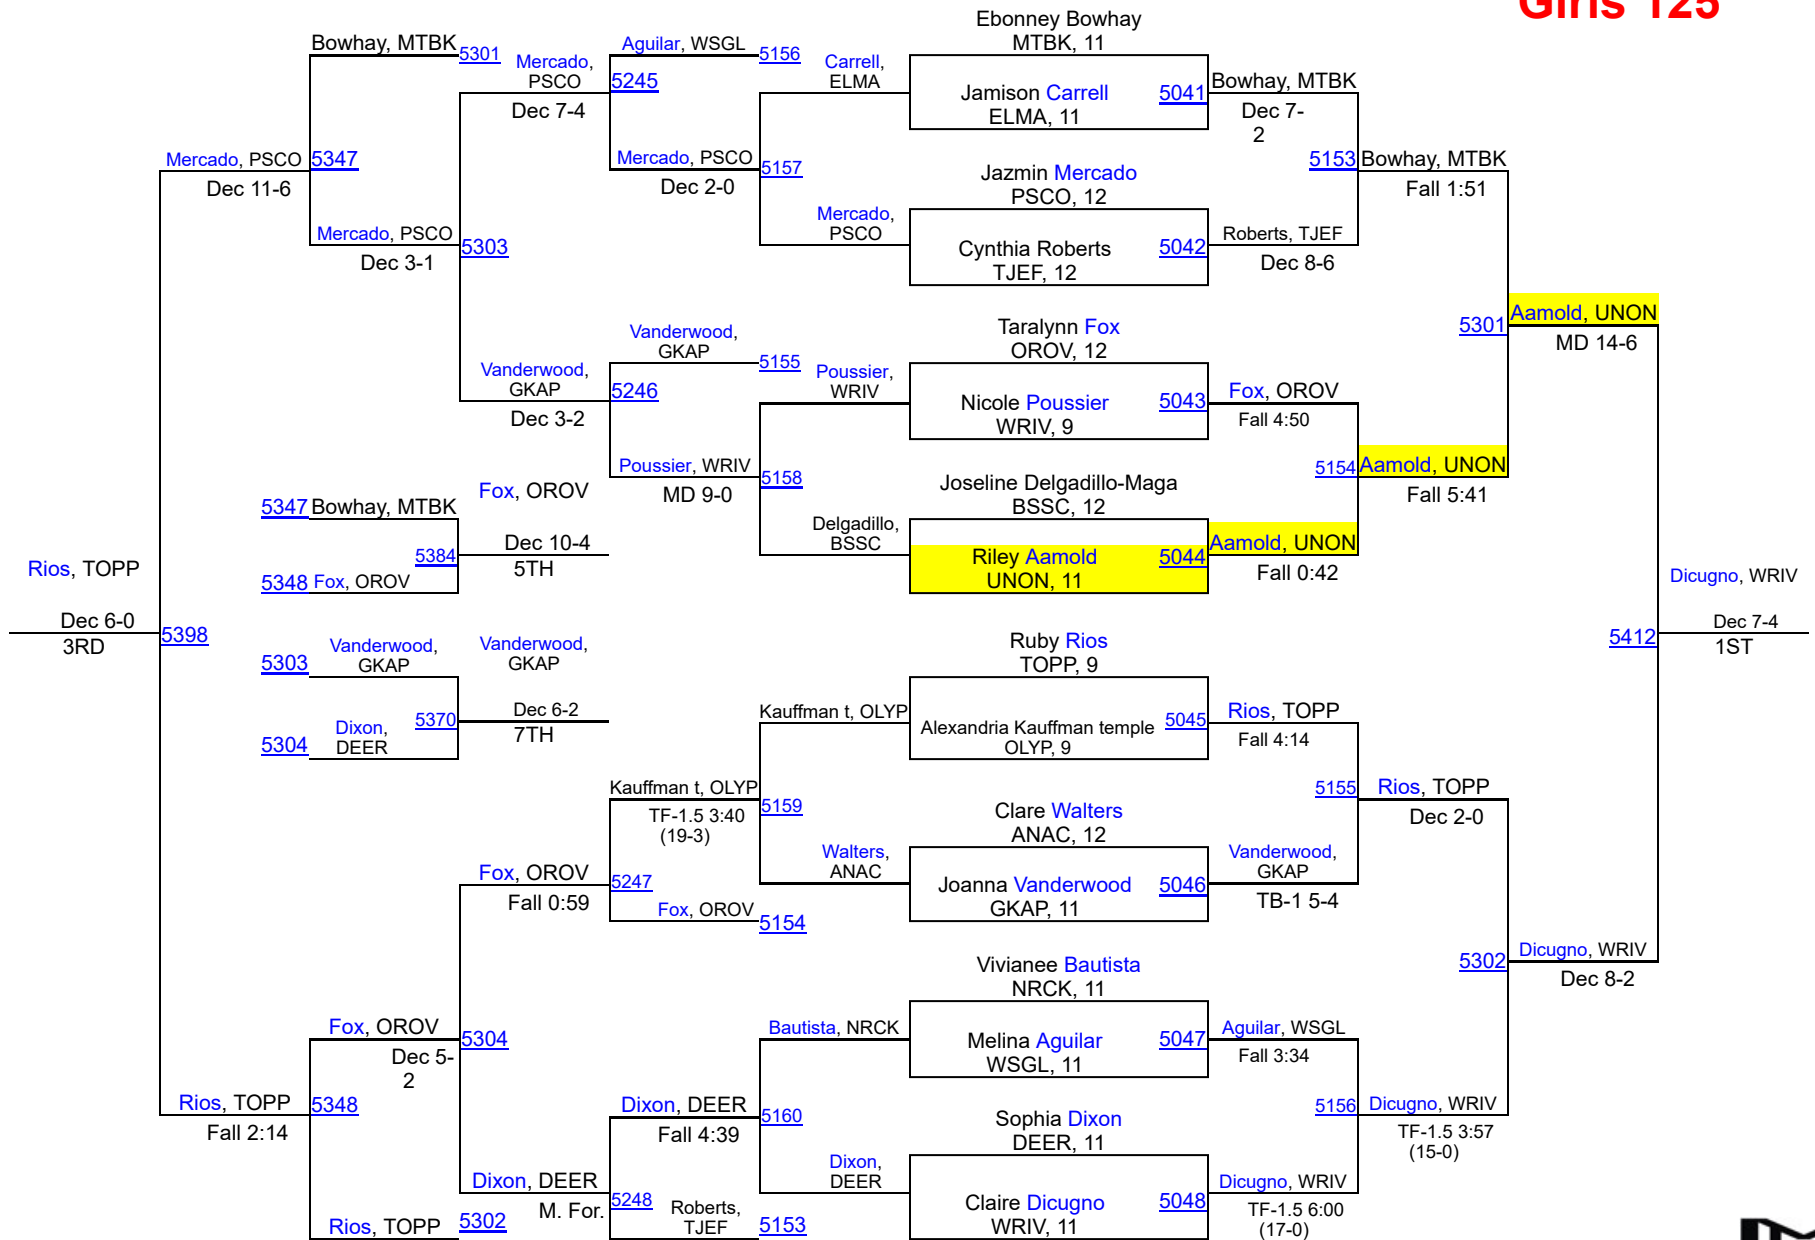 Girls 125
Ebonney Bowhay
MTBK, 11
Bowhay, MTBK
5301
Mercado,
PSCO
Dec 7-4
Aguilar, WSGL
5156
5245
Carrell,
ELMA
Jamison Carrell
ELMA, 11
5041
Bowhay, MTBK
Dec 7-
2
Mercado, PSCO
5347
Dec 11-6
Mercado, PSCO
Dec 2-0
5157
Jazmin Mercado
PSCO, 12
5153
Bowhay, MTBK
Fall 1:51
Mercado, PSCO
Dec 3-1
5303
Mercado,
PSCO
Cynthia Roberts
TJEF, 12
5042
Roberts, TJEF
Dec 8-6
Aamold, UNON
5301
MD 14-6
Taralynn Fox
OROV, 12
Vanderwood,
GKAP
5155
Vanderwood,
GKAP
5246
Dec 3-2
Poussier,
WRIV
Nicole Poussier
WRIV, 9
5043
Fox, OROV
Fall 4:50
Poussier, WRIV
MD 9-0
5158
Joseline Delgadillo-Maga
BSSC, 12
5154
Aamold, UNON
Fall 5:41
Fox, OROV
5347
Bowhay, MTBK
Dec 10-4
5384
5TH
5348
Fox, OROV
Delgadillo,
BSSC
Riley Aamold
UNON, 11
5044
Aamold, UNON
Fall 0:42
Rios, TOPP
Dec 6-0
3RD
5398
Dicugno, WRIV
Dec 7-4
5412
1ST
5303
Vanderwood,
GKAP
Vanderwood,
GKAP
Ruby Rios
TOPP, 9
Dixon,
DEER
5304
5370
Dec 6-2
7TH
Kauffman t, OLYP
Alexandria Kauffman temple
OLYP, 9
5045
Rios, TOPP
Fall 4:14
Kauffman t, OLYP
TF-1.5 3:40
(19-3)
5159
Clare Walters
ANAC, 12
5155
Rios, TOPP
Dec 2-0
Fox, OROV
Fall 0:59
5247
Fox, OROV
5154
Walters,
ANAC
Joanna Vanderwood
GKAP, 11
5046
Vanderwood,
GKAP
TB-1 5-4
Vivianee Bautista
NRCK, 11
5302
Dicugno, WRIV
Dec 8-2
Fox, OROV
Dec 5-
2
5304
Bautista, NRCK
Melina Aguilar
WSGL, 11
5047
Aguilar, WSGL
Fall 3:34
Rios, TOPP
5348
Fall 2:14
Dixon, DEER
Fall 4:39
5160
Sophia Dixon
DEER, 11
5156
Dicugno, WRIV
TF-1.5 3:57
(15-0)
Dixon, DEER
M. For.
5248
Roberts,
TJEF
5153
Dixon,
DEER
Claire Dicugno
WRIV, 11
5048
Dicugno, WRIV
TF-1.5 6:00
(17-0)
Rios, TOPP
5302